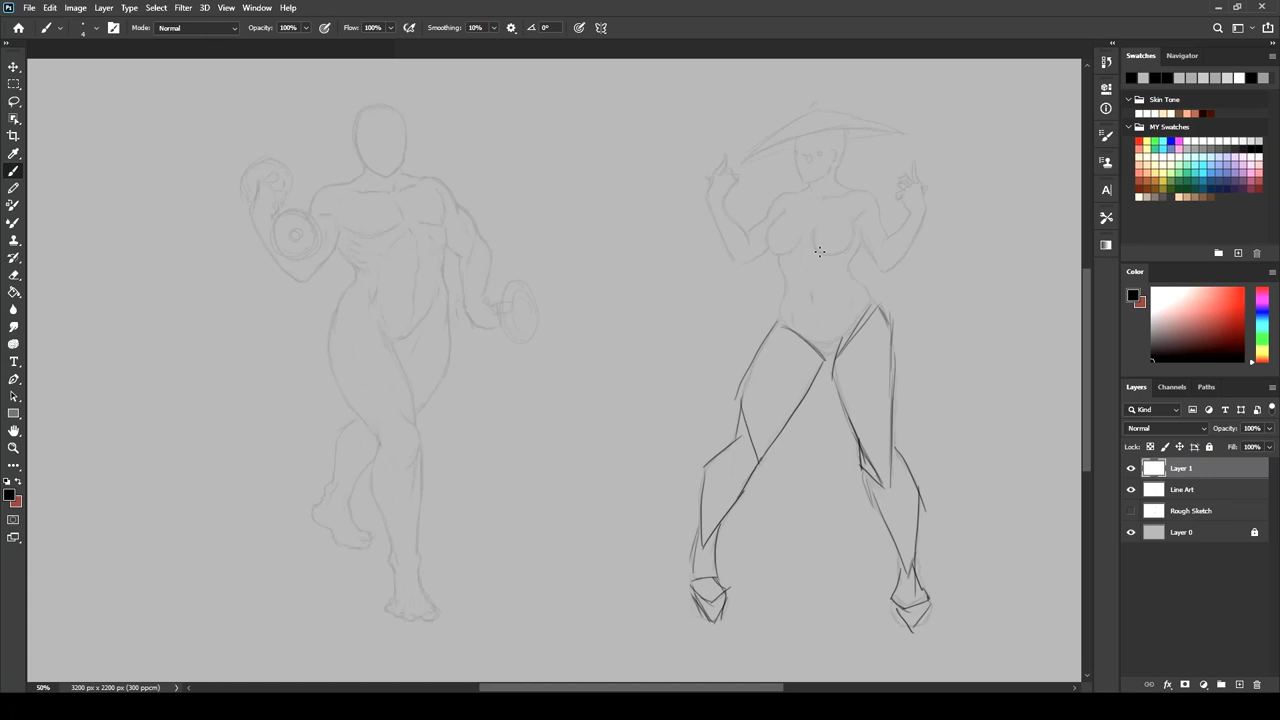 Ps File Edit Image Layer Type Select Filter 3D View Window Help
4 Mode: Normal Opacity: 100% Flow: 100% Smoothing: 10% 0°
Swatches Navigator
Skin Tone
MY Swatches
Color
Layers Channels Paths
Kind
Normal Opacity: 100%
Lock: Fill: 100%
Layer 1
Line Art
Rough Sketch
Layer 0
50% 3200 px x 2200 px (300 ppcm)